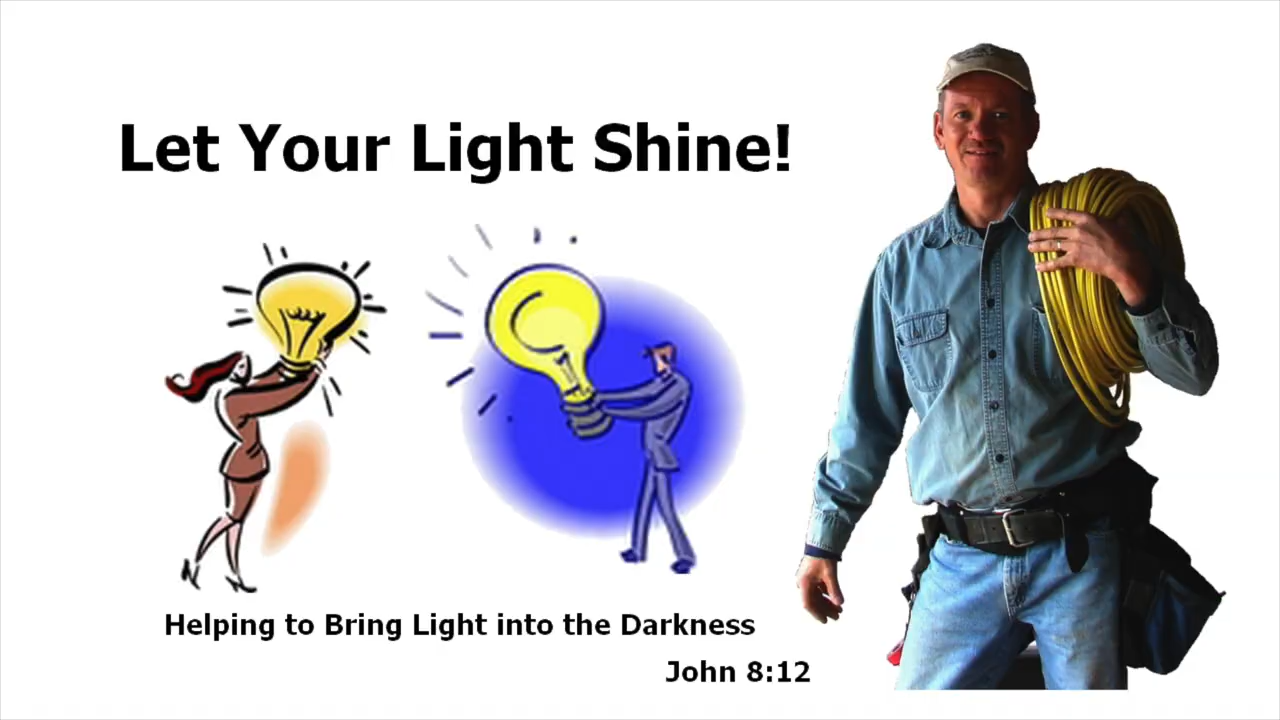 Let Your Light Shine!
Helping to Bring Light into the Darkness
John 8:12